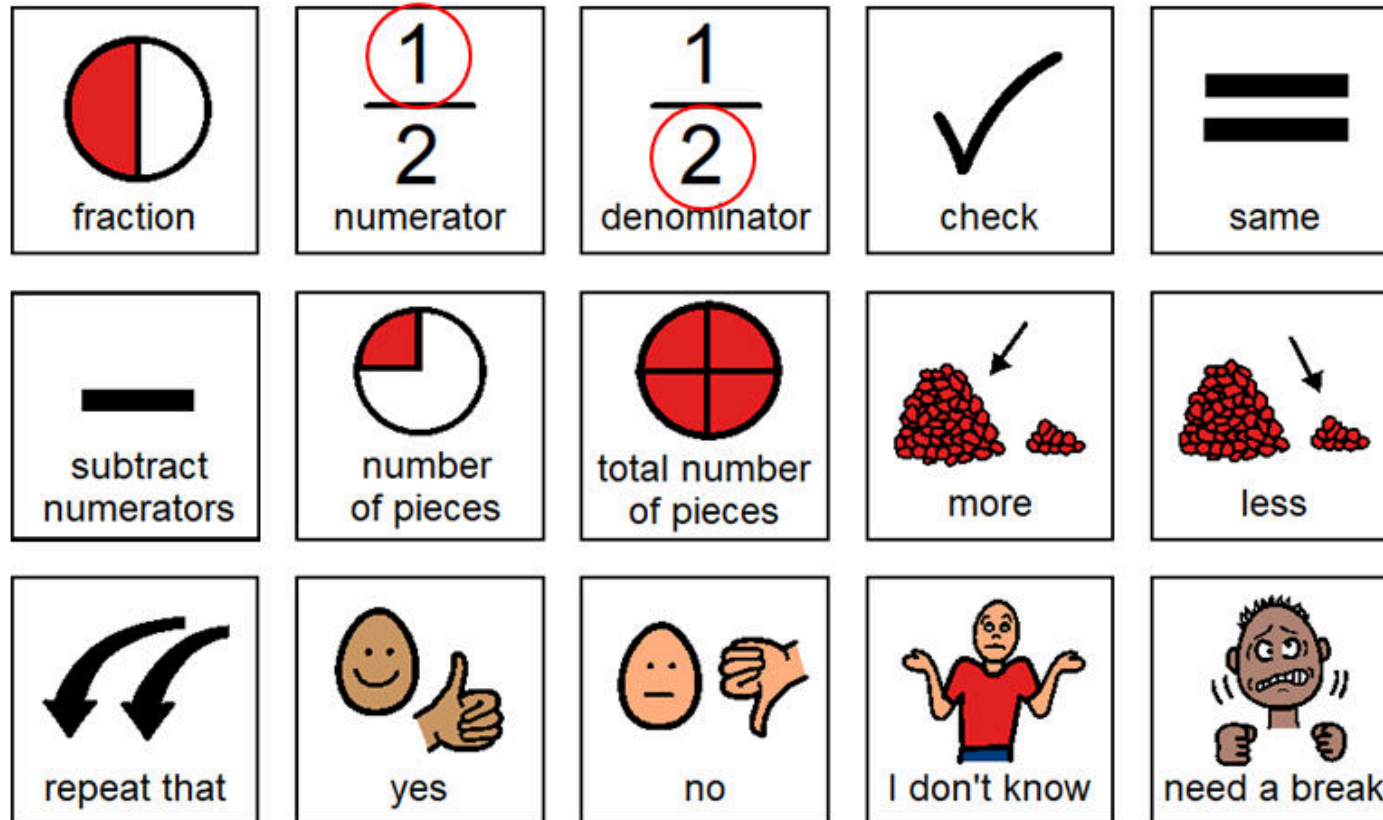 1
2
fraction
numerator
1
2
denominator
check
same
subtract
numerators
number
of pieces
total number
of pieces
more
less
repeat that
yes
no
I don't know
need a break